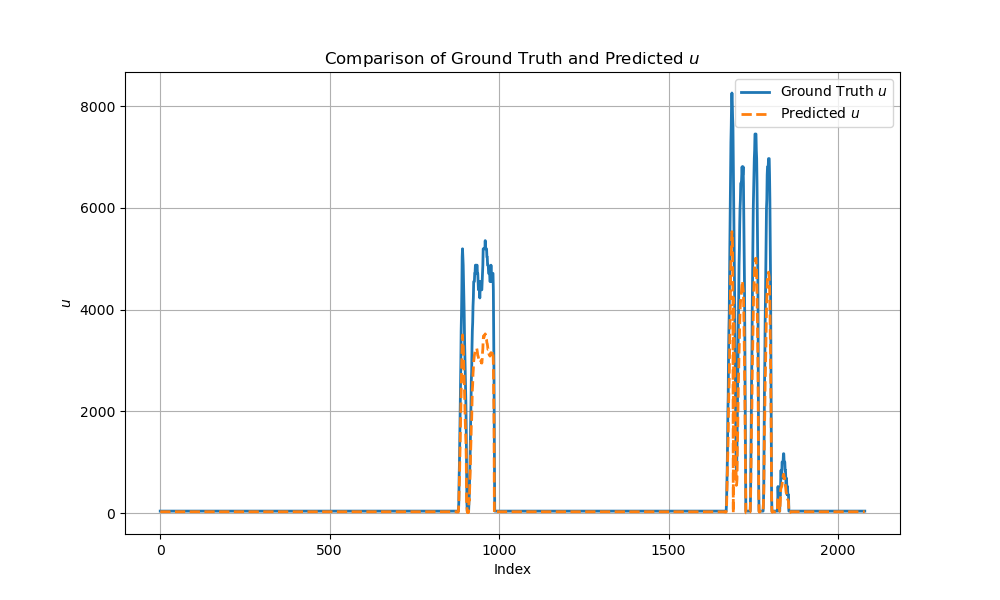 Comparison of Ground Truth and Predicted u
Ground Truth u
Predicted u
8000
6000
4000
2000
0
u
0 500 1000 1500 2000
Index